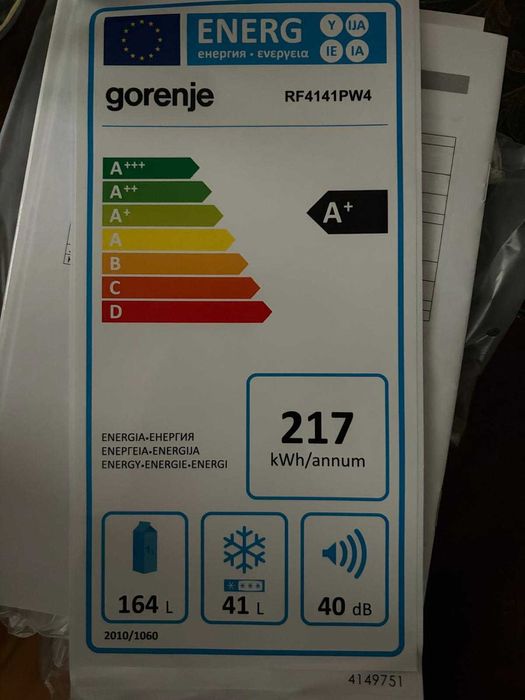 ENERG Y IJA
енергия · ενεργεια IE IA
gorenje RF4141PW4
A+++
A++
A+ A+
A
B
C
D
217
kWh/annum
ENERGIA·ЕНЕРГИЯ
ΕΝΕΡΓΕΙΑ·ENERGIJA
ENERGY·ENERGIE·ENERGI
164 L 41 L 40 dB
2010/1060
4149751